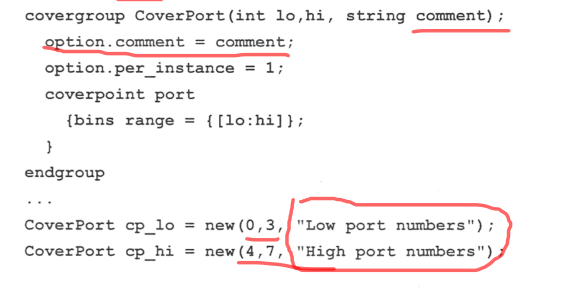 covergroup CoverPort(int lo,hi, string comment);
option.comment = comment;
option.per_instance = 1;
coverpoint port
{bins range = {[lo:hi]};
}
endgroup
...
CoverPort cp_lo = new(0,3, "Low port numbers");
CoverPort cp_hi = new(4,7, "High port numbers");